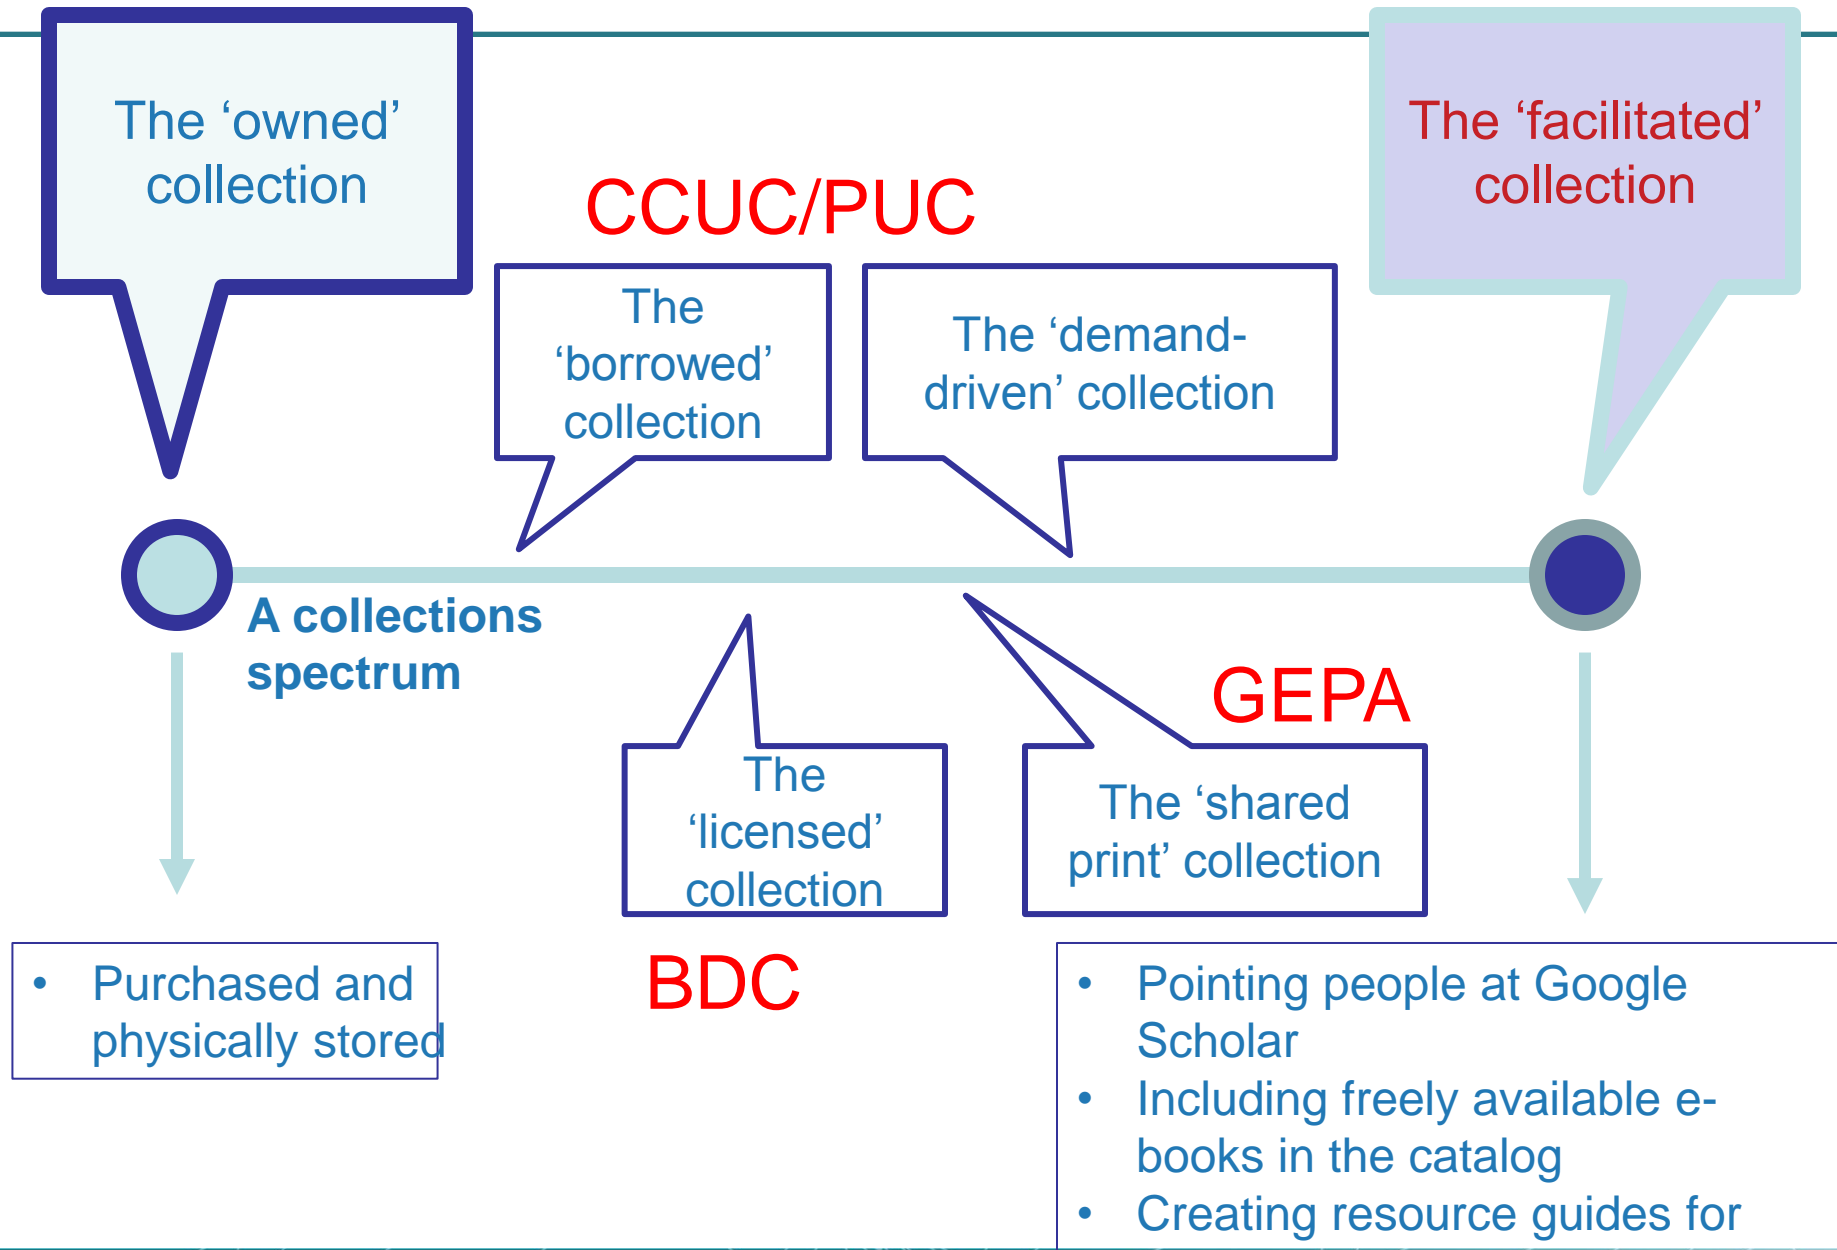 The ‘owned’
collection
The ‘facilitated’
collection
CCUC/PUC
The
‘borrowed’
collection
The ‘demand-
driven’ collection
A collections
spectrum
GEPA
The
‘licensed’
collection
The ‘shared
print’ collection
BDC
• Purchased and
physically stored
• Pointing people at Google
Scholar
• Including freely available e-
books in the catalog
• Creating resource guides for